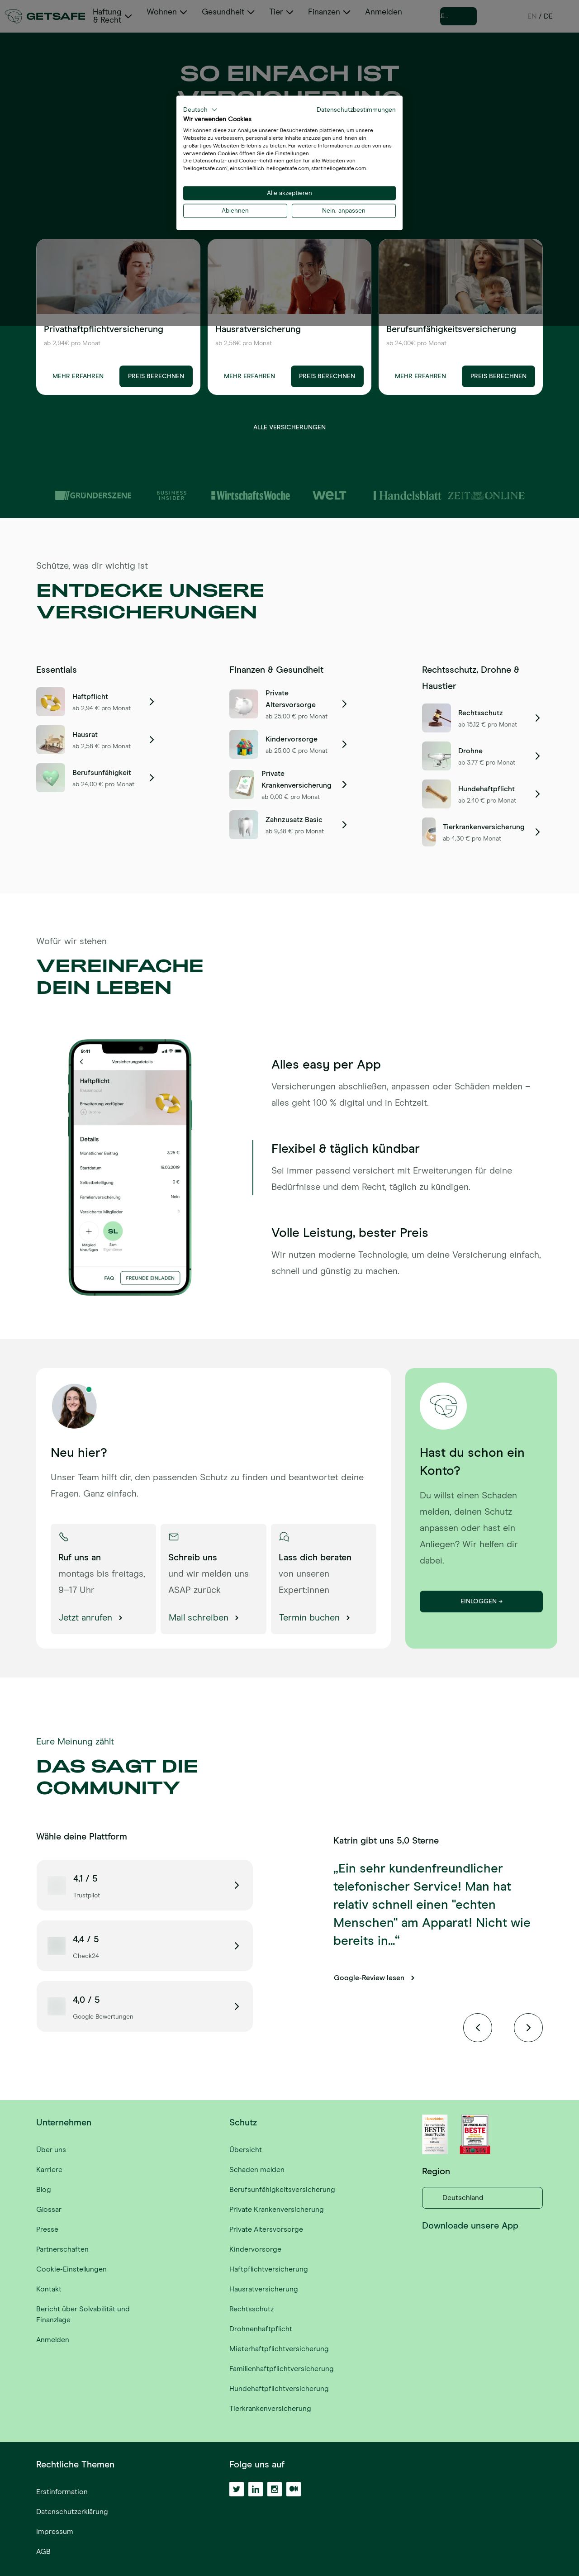 GETSAFE
Haftung
& Recht
Wohnen
Gesundheit
Tier
Finanzen
Anmelden
EN / DE
SO EINFACH IST
Deutsch
Datenschutzbestimmungen
Wir verwenden Cookies
Wir können diese zur Analyse unserer Besucherdaten platzieren, um unsere
Webseite zu verbessern, personalisierte Inhalte anzuzeigen und Ihnen ein
großartiges Webseiten-Erlebnis zu bieten. Für weitere Informationen zu den von uns
verwendeten Cookies öffnen Sie die Einstellungen.
Die Datenschutz- und Cookie-Richtlinien gelten für alle Webseiten von
'hellogetsafe.com', einschließlich: hellogetsafe.com, start.hellogetsafe.com.
Alle akzeptieren
Ablehnen
Nein, anpassen
Privathaftpflichtversicherung
ab 2,94€ pro Monat
MEHR ERFAHREN
PREIS BERECHNEN
Hausratversicherung
ab 2,58€ pro Monat
MEHR ERFAHREN
PREIS BERECHNEN
Berufsunfähigkeitsversicherung
ab 24,00€ pro Monat
MEHR ERFAHREN
PREIS BERECHNEN
ALLE VERSICHERUNGEN
GRÜNDERSZENE
BUSINESS
INSIDER
WirtschaftsWoche
WELT
Handelsblatt
ZEIT ONLINE
Schütze, was dir wichtig ist
ENTDECKE UNSERE
VERSICHERUNGEN
Essentials
Haftpflicht
ab 2,94 € pro Monat
Hausrat
ab 2,58 € pro Monat
Berufsunfähigkeit
ab 24,00 € pro Monat
Finanzen & Gesundheit
Private
Altersvorsorge
ab 25,00 € pro Monat
Kindervorsorge
ab 25,00 € pro Monat
Private
Krankenversicherung
ab 0,00 € pro Monat
Zahnzusatz Basic
ab 9,38 € pro Monat
Rechtsschutz, Drohne &
Haustier
Rechtsschutz
ab 15,12 € pro Monat
Drohne
ab 3,77 € pro Monat
Hundehaftpflicht
ab 2,40 € pro Monat
Tierkrankenversicherung
ab 4,30 € pro Monat
Wofür wir stehen
VEREINFACHE
DEIN LEBEN
9:41
Versicherungsdetails
Haftpflicht
Erweiterung verfügbar
Details
Monatlicher Beitrag
3,25 €
Startdatum
19.08.2019
Selbstbeteiligung
0 €
Familienversicherung
Nein
Versicherte Mitglieder
1
Mitglied
hinzufügen
SL
FAQ
FREUNDE EINLADEN
Alles easy per App
Versicherungen abschließen, anpassen oder Schäden melden –
alles geht 100 % digital und in Echtzeit.
Flexibel & täglich kündbar
Sei immer passend versichert mit Erweiterungen für deine
Bedürfnisse und dem Recht, täglich zu kündigen.
Volle Leistung, bester Preis
Wir nutzen moderne Technologie, um deine Versicherung einfach,
schnell und günstig zu machen.
Neu hier?
Unser Team hilft dir, den passenden Schutz zu finden und beantwortet deine
Fragen. Ganz einfach.
Ruf uns an
montags bis freitags,
9–17 Uhr
Jetzt anrufen
Schreib uns
und wir melden uns
ASAP zurück
Mail schreiben
Lass dich beraten
von unseren
Expert:innen
Termin buchen
Hast du schon ein
Konto?
Du willst einen Schaden
melden, deinen Schutz
anpassen oder hast ein
Anliegen? Wir helfen dir
dabei.
EINLOGGEN →
Eure Meinung zählt
DAS SAGT DIE
COMMUNITY
Wähle deine Plattform
4,1 / 5
Trustpilot
4,4 / 5
Check24
4,0 / 5
Google Bewertungen
Katrin gibt uns 5,0 Sterne
„Ein sehr kundenfreundlicher
telefonischer Service! Man hat
relativ schnell einen "echten
Menschen" am Apparat! Nicht wie
bereits in...“
Google-Review lesen
Unternehmen
Über uns
Karriere
Blog
Glossar
Presse
Partnerschaften
Cookie-Einstellungen
Kontakt
Bericht über Solvabilität und
Finanzlage
Anmelden
Schutz
Übersicht
Schaden melden
Berufsunfähigkeitsversicherung
Private Krankenversicherung
Private Altersvorsorge
Kindervorsorge
Haftpflichtversicherung
Hausratversicherung
Rechtsschutz
Drohnenhaftpflicht
Mieterhaftpflichtversicherung
Familienhaftpflichtversicherung
Hundehaftpflichtversicherung
Tierkrankenversicherung
BESTE
Region
Deutschland
Downloade unsere App
Rechtliche Themen
Erstinformation
Datenschutzerklärung
Impressum
AGB
Folge uns auf